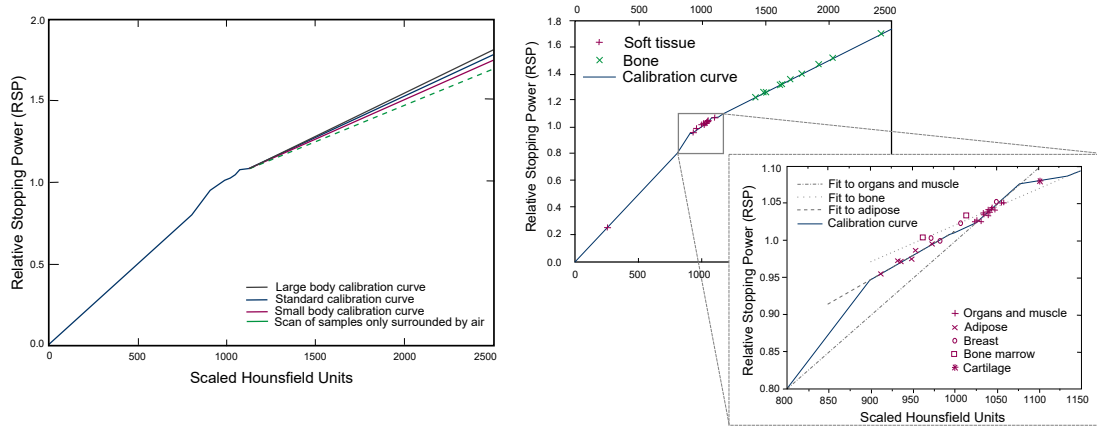 2.0
1.5
1.0
0.5
0.0
0
500
1000
1500
2000
2500
Relative Stopping Power (RSP)
Scaled Hounsfield Units
Large body calibration curve
Standard calibration curve
Small body calibration curve
Scan of samples only surrounded by air
0
500
1000
1500
2000
2500
1.8
1.6
1.4
1.2
1.0
0.8
0.6
0.4
0.2
0.0
0
500
1000
Relative Stopping Power (RSP)
Soft tissue
Bone
Calibration curve
1.10
1.05
1.0
0.95
0.90
0.85
0.80
800
850
900
950
1000
1050
1100
1150
Relative Stopping Power (RSP)
Scaled Hounsfield Units
Fit to organs and muscle
Fit to bone
Fit to adipose
Calibration curve
Organs and muscle
Adipose
Breast
Bone marrow
Cartilage